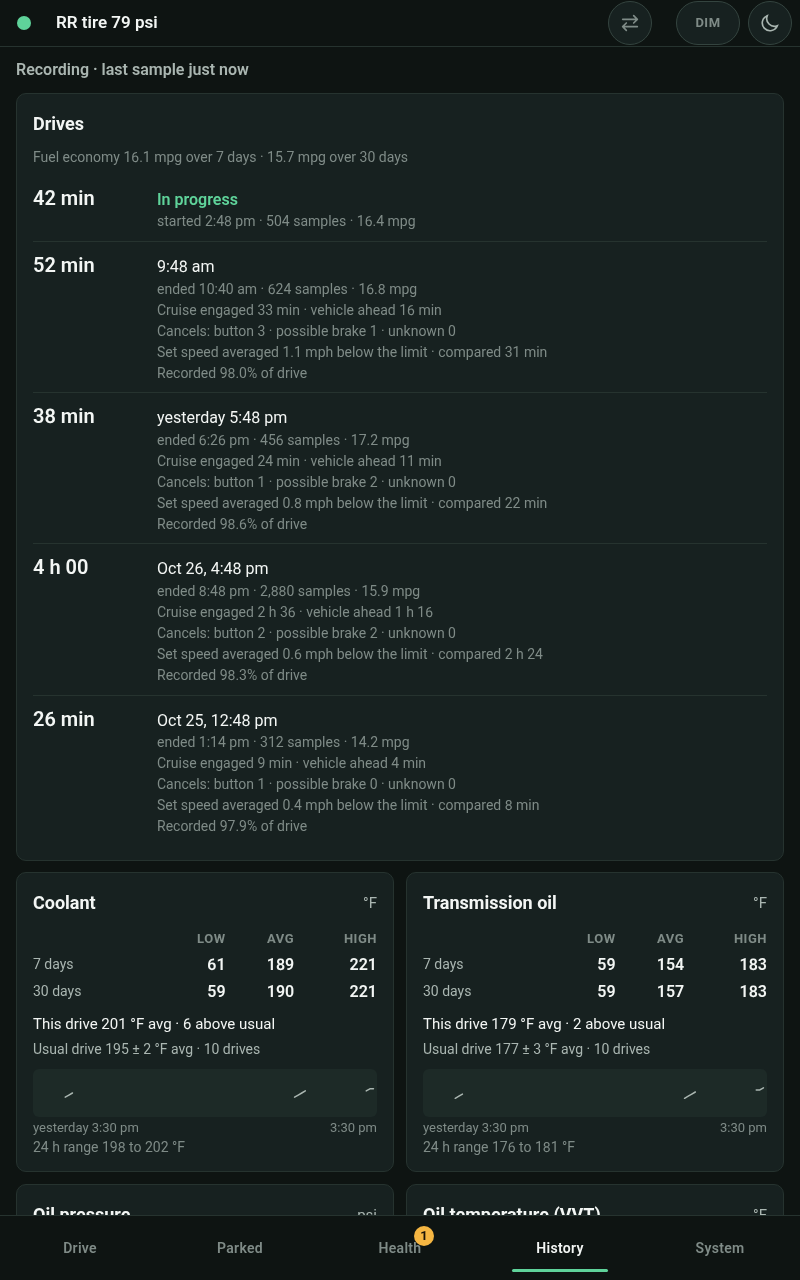 RR tire 79 psi
DIM
Recording · last sample just now
Drives
Fuel economy 16.1 mpg over 7 days · 15.7 mpg over 30 days
42 min
In progress
started 2:48 pm · 504 samples · 16.4 mpg
52 min
9:48 am
ended 10:40 am · 624 samples · 16.8 mpg
Cruise engaged 33 min · vehicle ahead 16 min
Cancels: button 3 · possible brake 1 · unknown 0
Set speed averaged 1.1 mph below the limit · compared 31 min
Recorded 98.0% of drive
38 min
yesterday 5:48 pm
ended 6:26 pm · 456 samples · 17.2 mpg
Cruise engaged 24 min · vehicle ahead 11 min
Cancels: button 1 · possible brake 2 · unknown 0
Set speed averaged 0.8 mph below the limit · compared 22 min
Recorded 98.6% of drive
4 h 00
Oct 26, 4:48 pm
ended 8:48 pm · 2,880 samples · 15.9 mpg
Cruise engaged 2 h 36 · vehicle ahead 1 h 16
Cancels: button 2 · possible brake 2 · unknown 0
Set speed averaged 0.6 mph below the limit · compared 2 h 24
Recorded 98.3% of drive
26 min
Oct 25, 12:48 pm
ended 1:14 pm · 312 samples · 14.2 mpg
Cruise engaged 9 min · vehicle ahead 4 min
Cancels: button 1 · possible brake 0 · unknown 0
Set speed averaged 0.4 mph below the limit · compared 8 min
Recorded 97.9% of drive
Coolant °F
LOW AVG HIGH
7 days 61 189 221
30 days 59 190 221
This drive 201 °F avg · 6 above usual
Usual drive 195 ± 2 °F avg · 10 drives
yesterday 3:30 pm 3:30 pm
24 h range 198 to 202 °F
Transmission oil °F
LOW AVG HIGH
7 days 59 154 183
30 days 59 157 183
This drive 179 °F avg · 2 above usual
Usual drive 177 ± 3 °F avg · 10 drives
yesterday 3:30 pm 3:30 pm
24 h range 176 to 181 °F
Oil pressure psi
Oil temperature (VVT) °F
Drive
Parked
Health 1
History
System